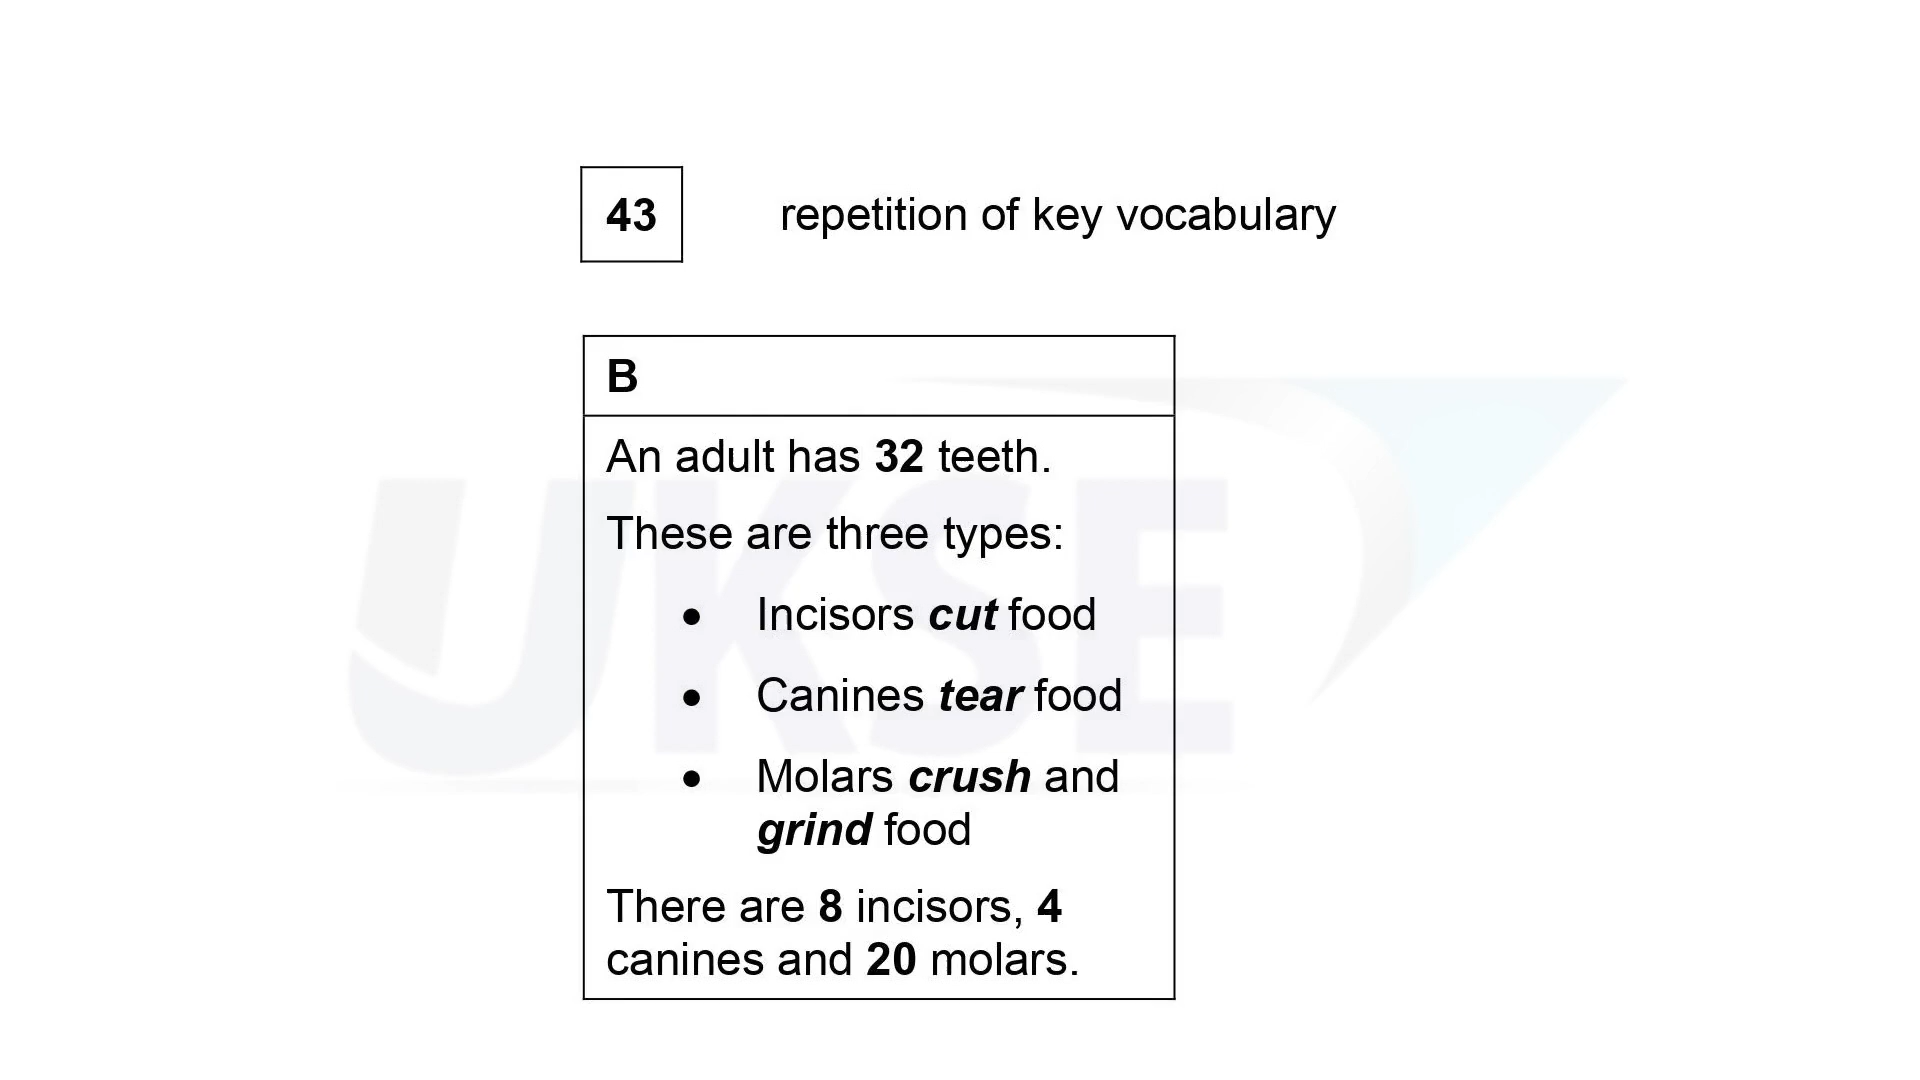 43 repetition of key vocabulary
B
An adult has 32 teeth.
These are three types:
• Incisors cut food
• Canines tear food
• Molars crush and
grind food
There are 8 incisors, 4
canines and 20 molars.
UKSE